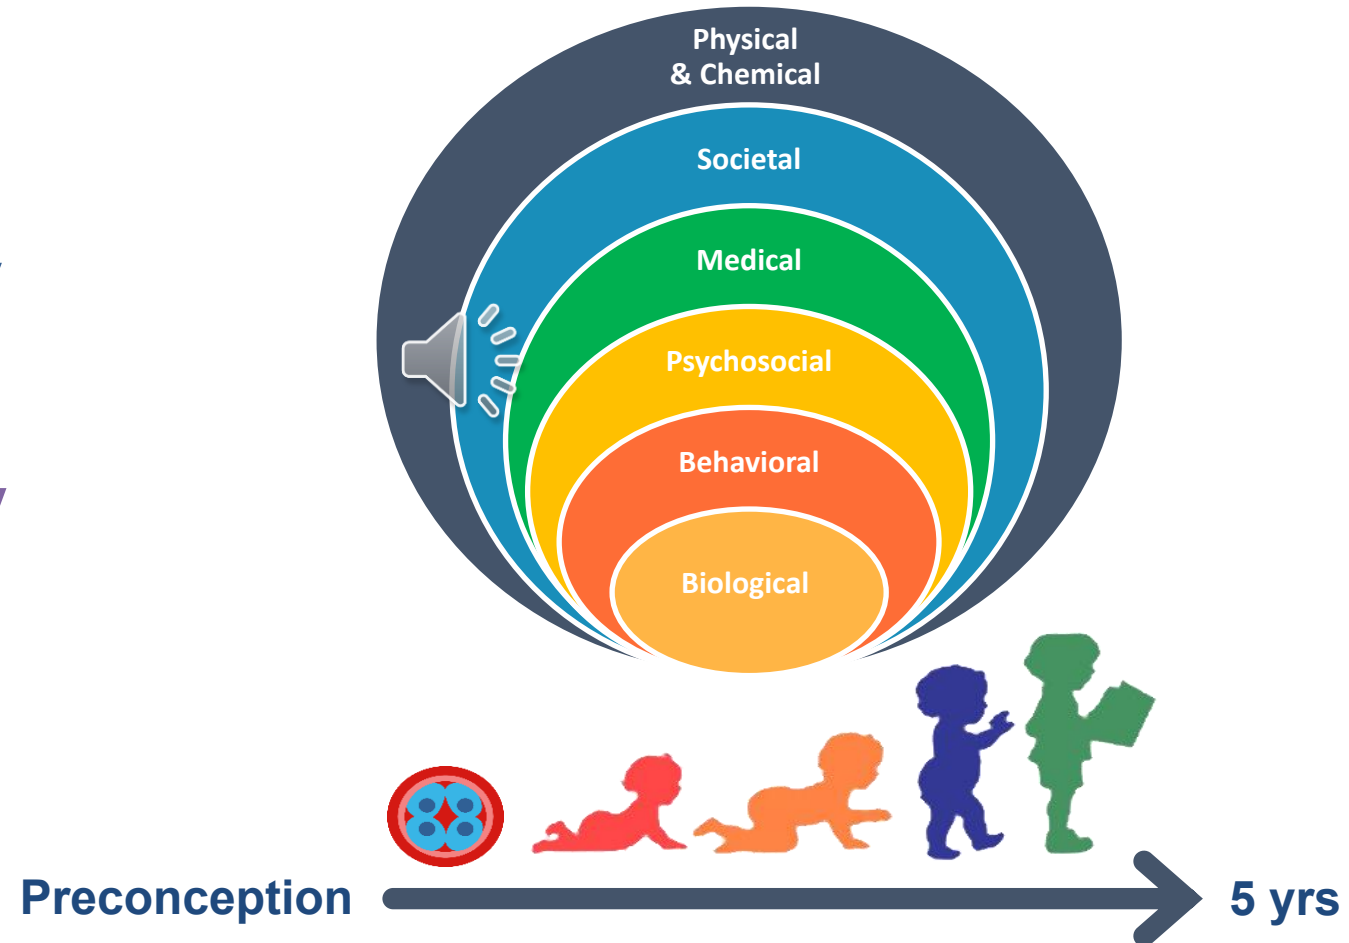 Physical
& Chemical
Societal
Medical
Psychosocial
Behavioral
Biological
Preconception
5 yrs